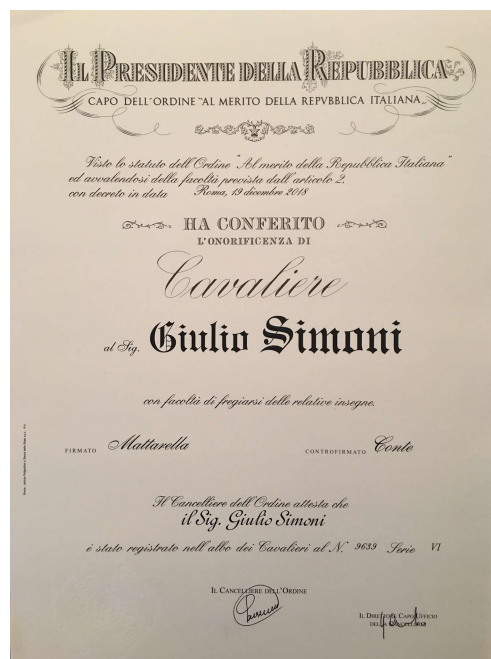 IL PRESIDENTE DELLA REPUBBLICA
CAPO DELL'ORDINE "AL MERITO DELLA REPVBBLICA ITALIANA"
Visto lo statuto dell'Ordine "Al merito della Repubblica Italiana"
ed avvalendosi della facoltà prevista dall'articolo 2,
con decreto in data Roma, 19 dicembre 2018
HA CONFERITO
L'ONORIFICENZA DI
Cavaliere
al Sig. Giulio Simoni
con facoltà di fregiarsi delle relative insegne.
FIRMATO Mattarella CONTROFIRMATO Conte
Il Cancelliere dell'Ordine attesta che
il Sig. Giulio Simoni
è stato registrato nell'albo dei Cavalieri al N. 9639 Serie VI
IL CANCELLIERE DELL'ORDINE
IL DIRETTORE CAPO UFFICIO
DELLA CANCELLERIA